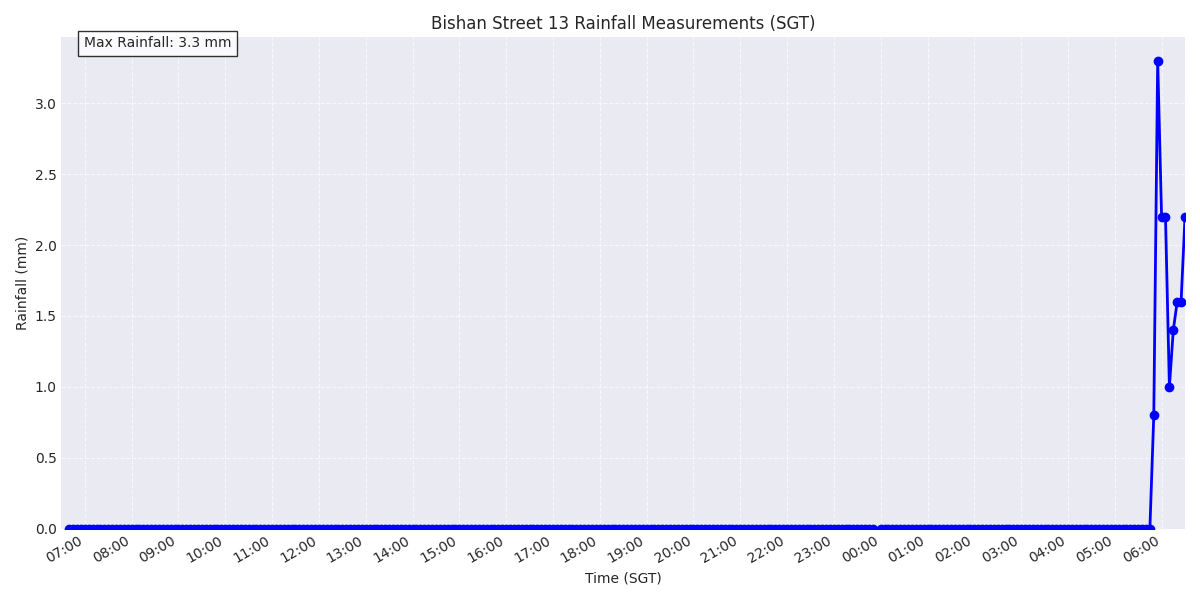 Bishan Street 13 Rainfall Measurements (SGT)
Max Rainfall: 3.3 mm
3.0
2.5
2.0
1.5
1.0
0.5
0.0
Rainfall (mm)
07:00 08:00 09:00 10:00 11:00 12:00 13:00 14:00 15:00 16:00 17:00 18:00 19:00 20:00 21:00 22:00 23:00 00:00 01:00 02:00 03:00 04:00 05:00 06:00
Time (SGT)